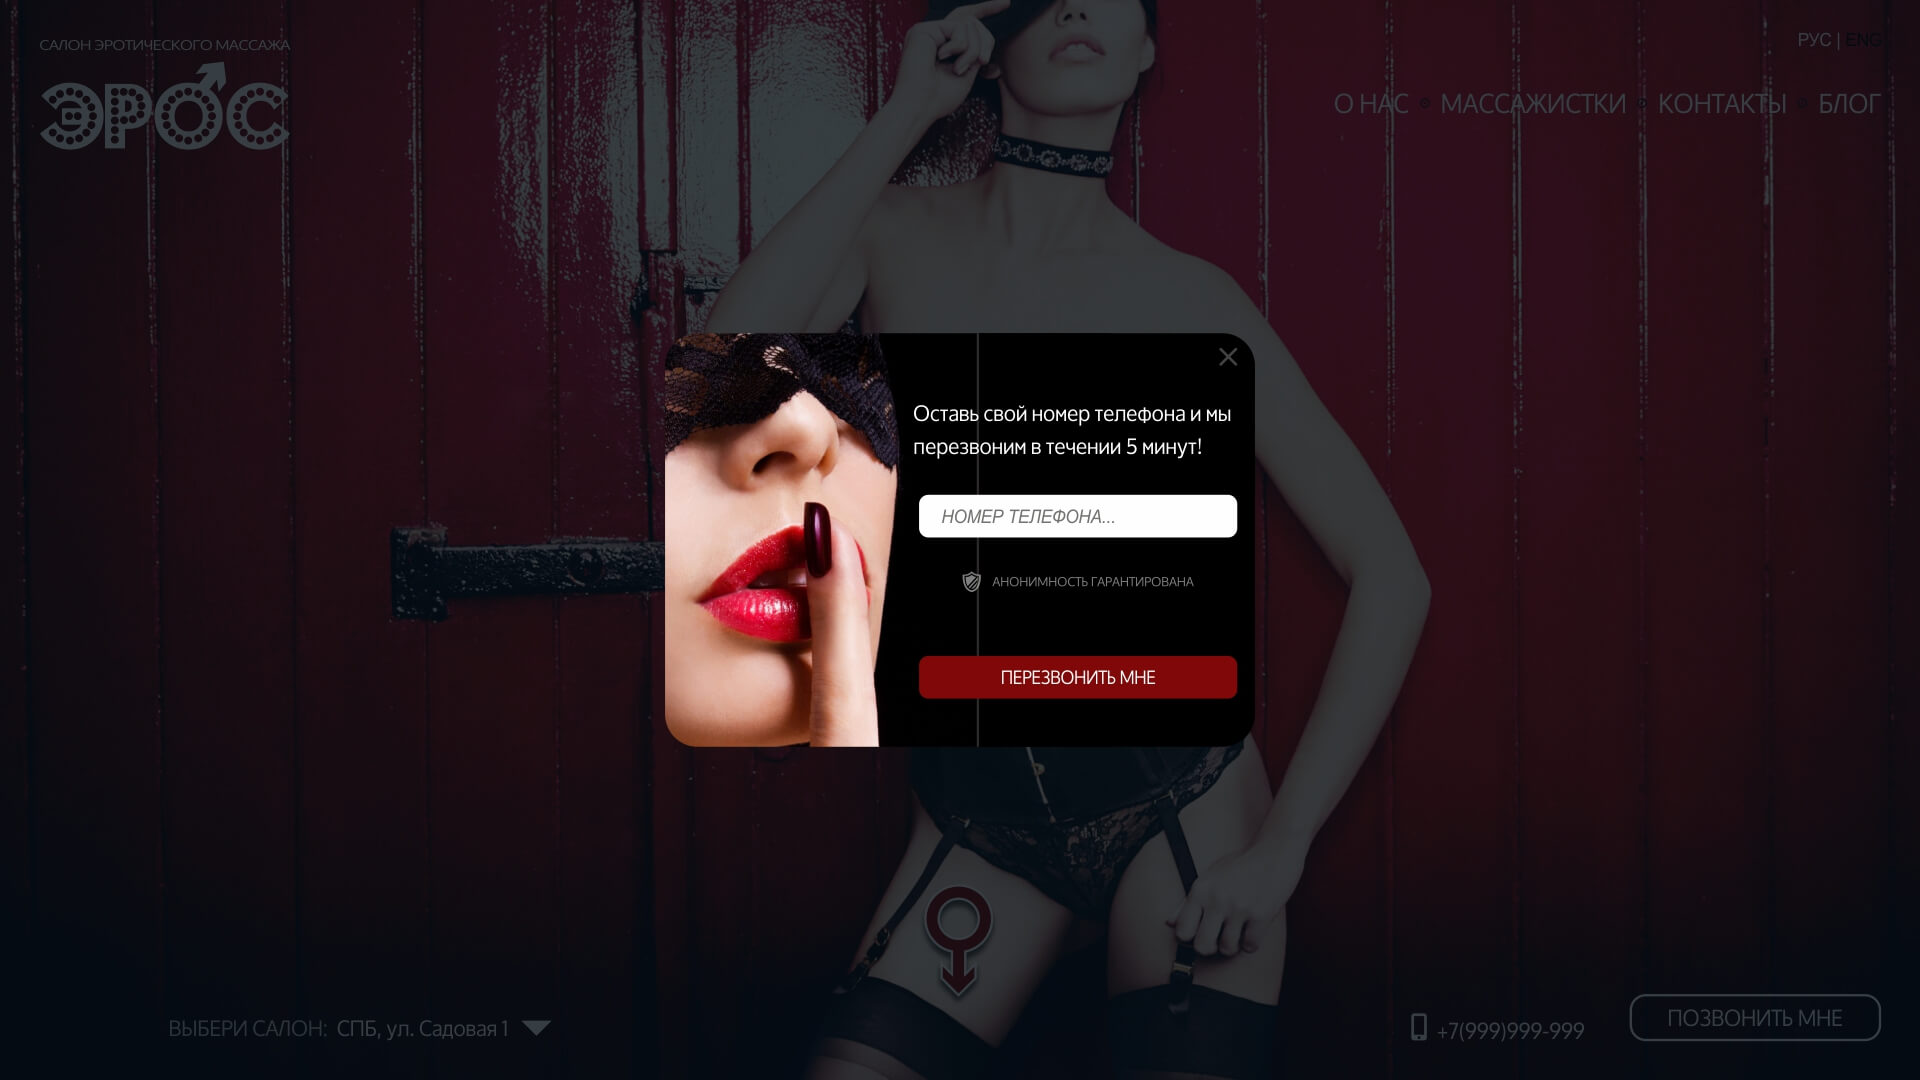 САЛОН ЭРОТИЧЕСКОГО МАССАЖА
ЭРОС
РУС | ENG
О НАС
МАССАЖИСТКИ
КОНТАКТЫ
БЛОГ
Оставь свой номер телефона и мы
перезвоним в течении 5 минут!
НОМЕР ТЕЛЕФОНА...
АНОНИМНОСТЬ ГАРАНТИРОВАНА
ПЕРЕЗВОНИТЬ МНЕ
ВЫБЕРИ САЛОН: СПБ, ул. Садовая 1
+7(999)999-999
ПОЗВОНИТЬ МНЕ